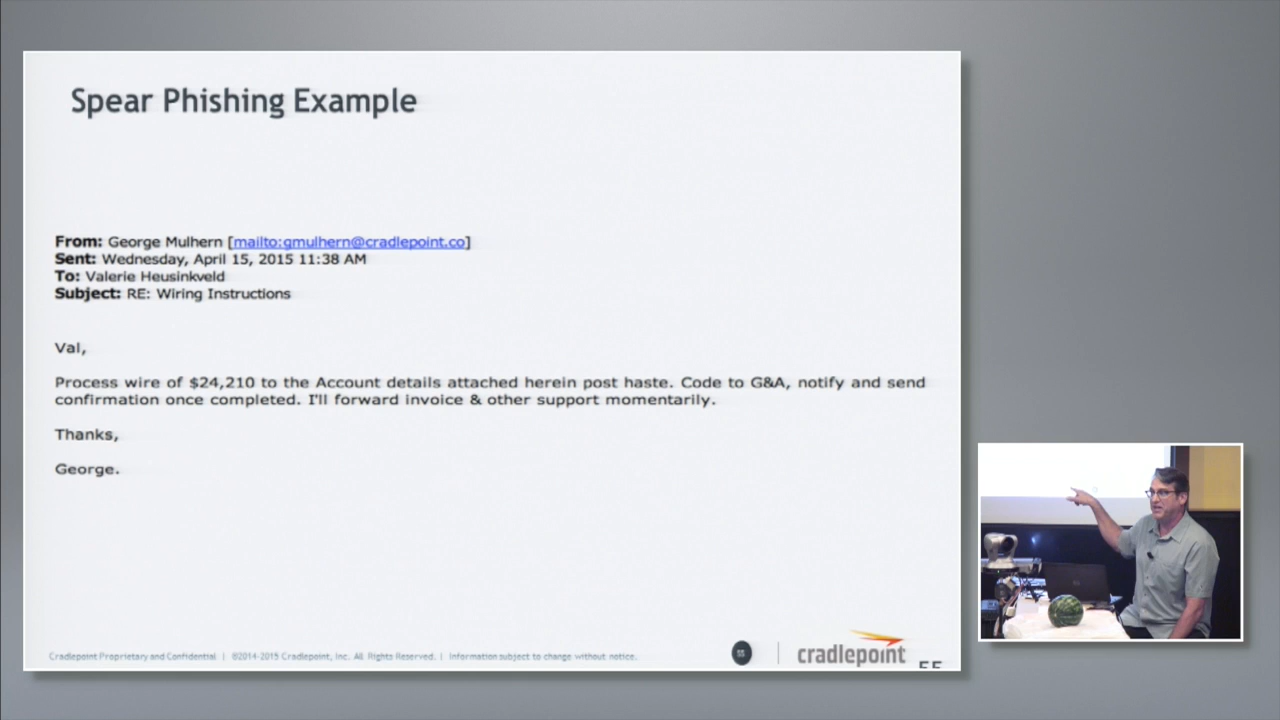 Spear Phishing Example
From: George Mulhern [mailto:gmulhern@cradlepoint.co]
Sent: Wednesday, April 15, 2015 11:38 AM
To: Valerie Heusinkveld
Subject: RE: Wiring Instructions
Val,
Process wire of $24,210 to the Account details attached herein post haste. Code to G&A, notify and send
confirmation once completed. I'll forward invoice & other support momentarily.
Thanks,
George.
Cradlepoint Proprietary and Confidential | ©2014-2015 Cradlepoint, Inc. All Rights Reserved. | Information subject to change without notice.
55
cradlepoint
55